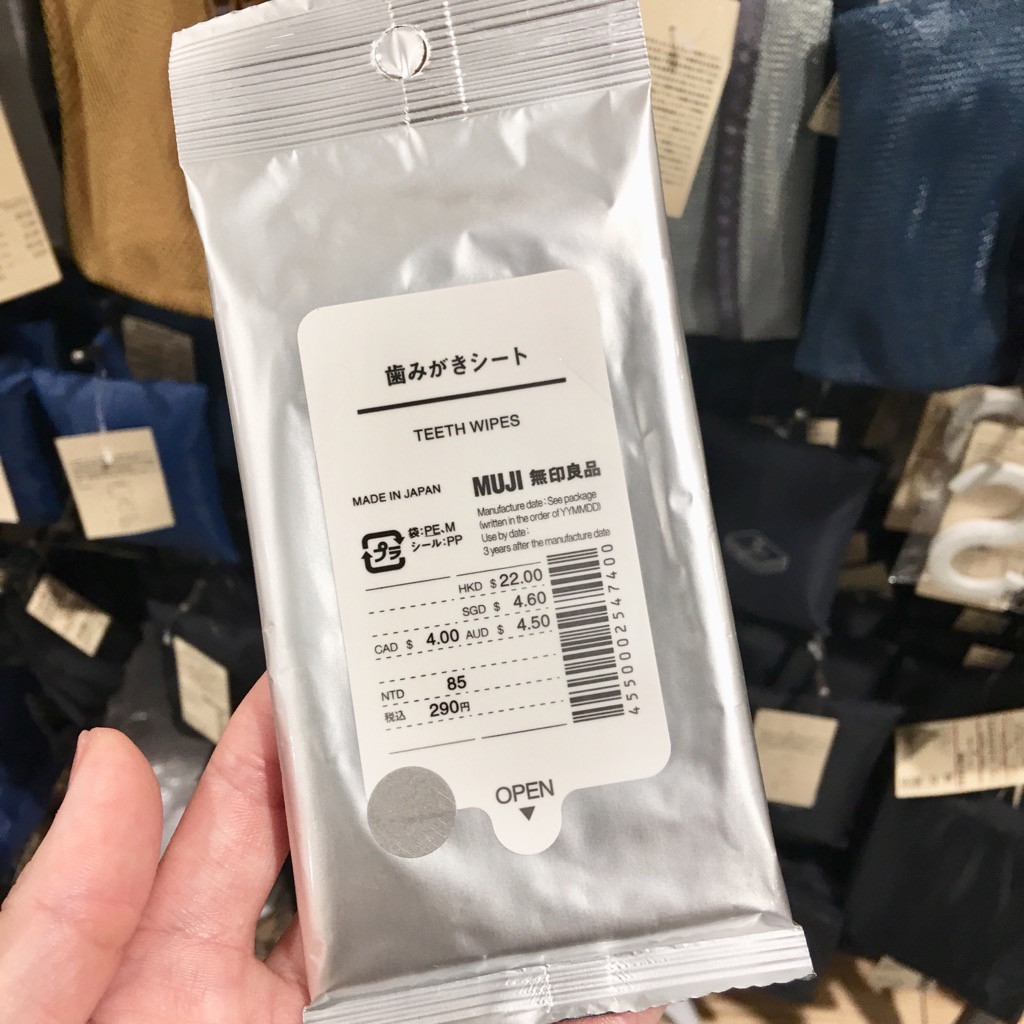 歯みがきシート
TEETH WIPES
MADE IN JAPAN
MUJI 無印良品
Manufacture date : See package
(written in the order of YYMMDD)
Use by date :
3 years after the manufacture date
プラ
袋:PE、M
シール:PP
HKD $ 22.00
SGD $ 4.60
CAD $ 4.00 AUD $ 4.50
NTD 85
税込 290円
4550002547400
OPEN